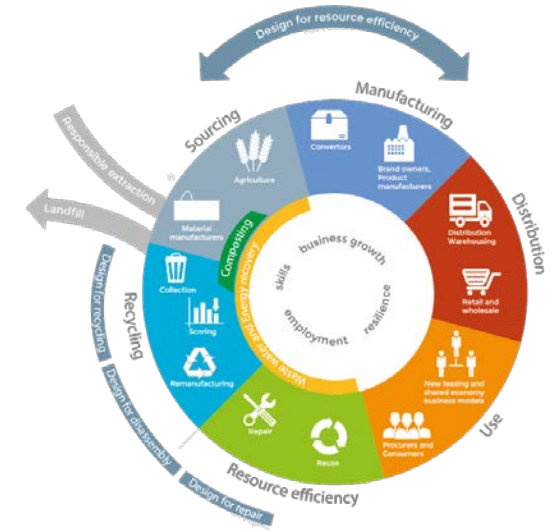 Design for resource efficiency
Sourcing
Manufacturing
Distribution
Use
Resource efficiency
Recycling
Responsible extraction
Landfill
Agriculture
Material
manufacturers
Convertors
Brand owners,
Product
manufacturers
Distribution
Warehousing
Retail and
wholesale
New leasing and
shared economy
business models
Procurers and
Consumers
Reuse
Repair
Remanufacturing
Scoring
Collection
Composting
Waste water and Energy recovery
business growth
skills
resilience
employment
Design for recycling
Design for disassembly
Design for repair